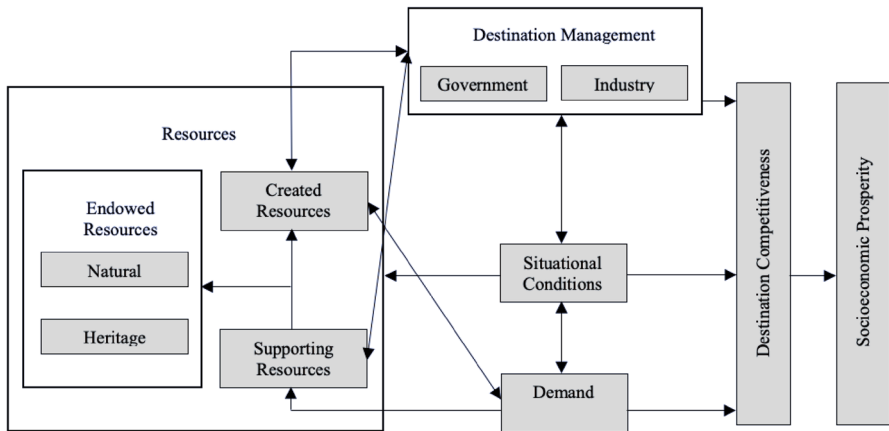 Destination Management
Government
Industry
Resources
Endowed
Resources
Natural
Heritage
Created
Resources
Supporting
Resources
Situational
Conditions
Demand
Destination Competitiveness
Socioeconomic Prosperity